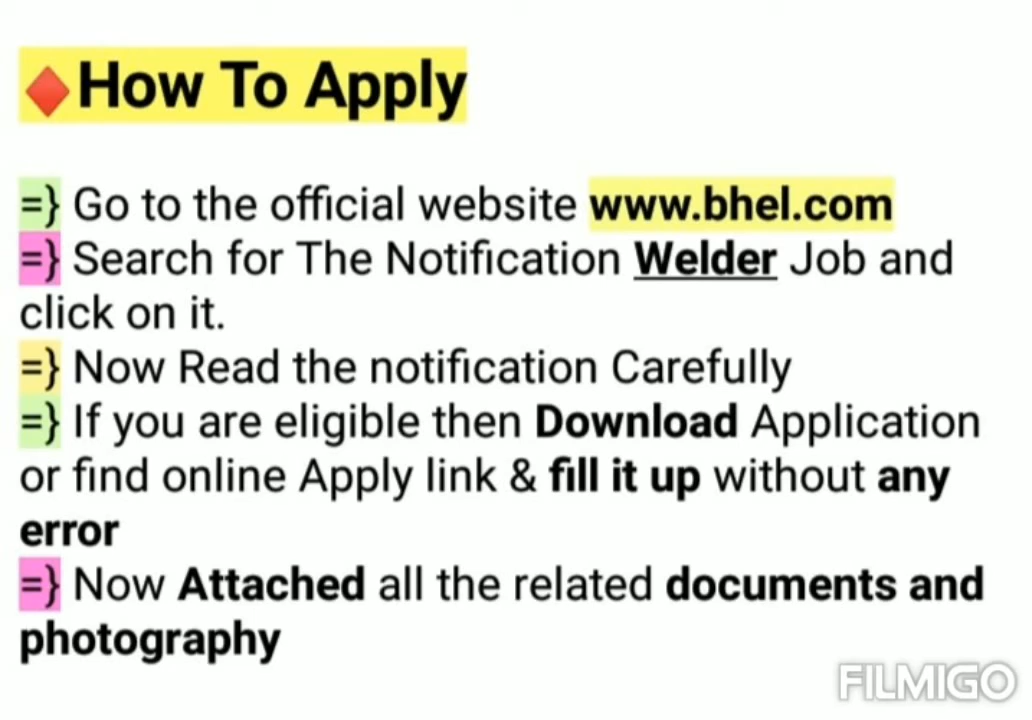 ♦How To Apply
=} Go to the official website www.bhel.com
=} Search for The Notification Welder Job and
click on it.
=} Now Read the notification Carefully
=} If you are eligible then Download Application
or find online Apply link & fill it up without any
error
=} Now Attached all the related documents and
photography
FILMIGO